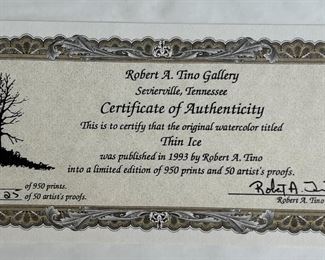 Robert A. Tino Gallery
Sevierville, Tennessee
Certificate of Authenticity
This is to certify that the original watercolor titled
Thin Ice
was published in 1993 by Robert A. Tino
into a limited edition of 950 prints and 50 artist's proofs.
of 950 prints.
25 of 50 artist's proofs.
Robert A. Tino